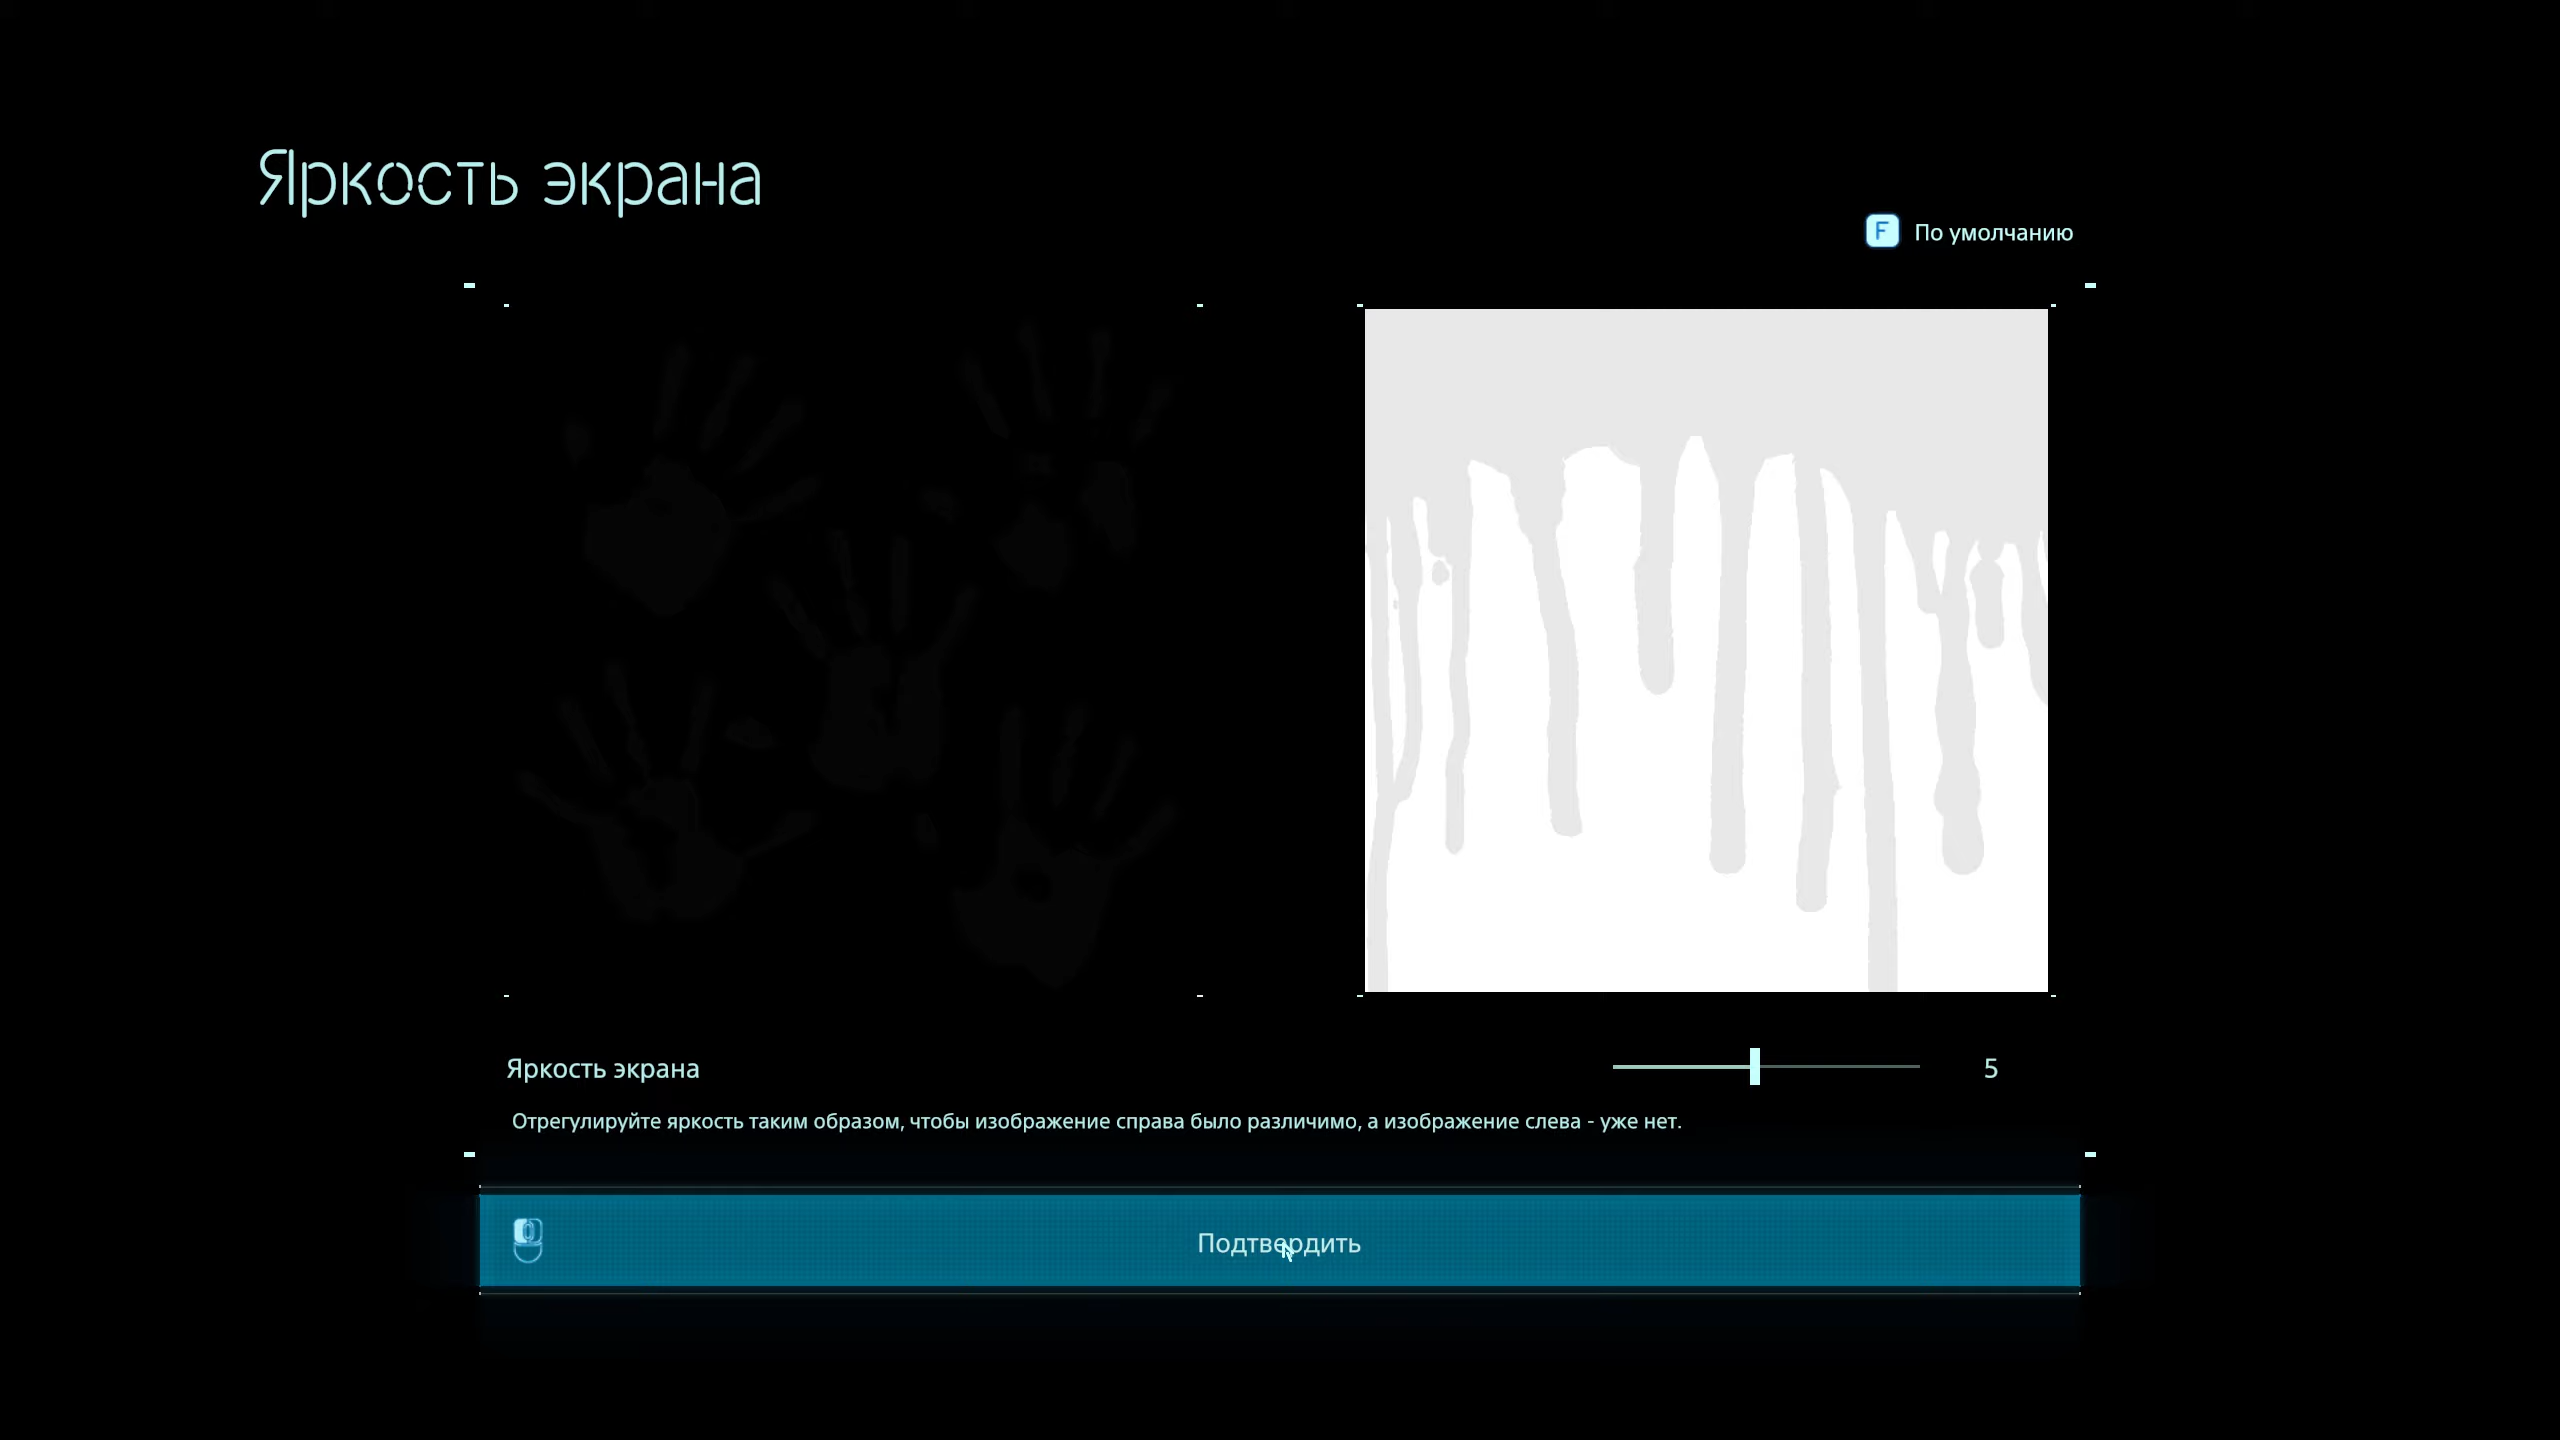 Яркость экрана
F По умолчанию
Яркость экрана 5
Отрегулируйте яркость таким образом, чтобы изображение справа было различимо, а изображение слева - уже нет.
Подтвердить